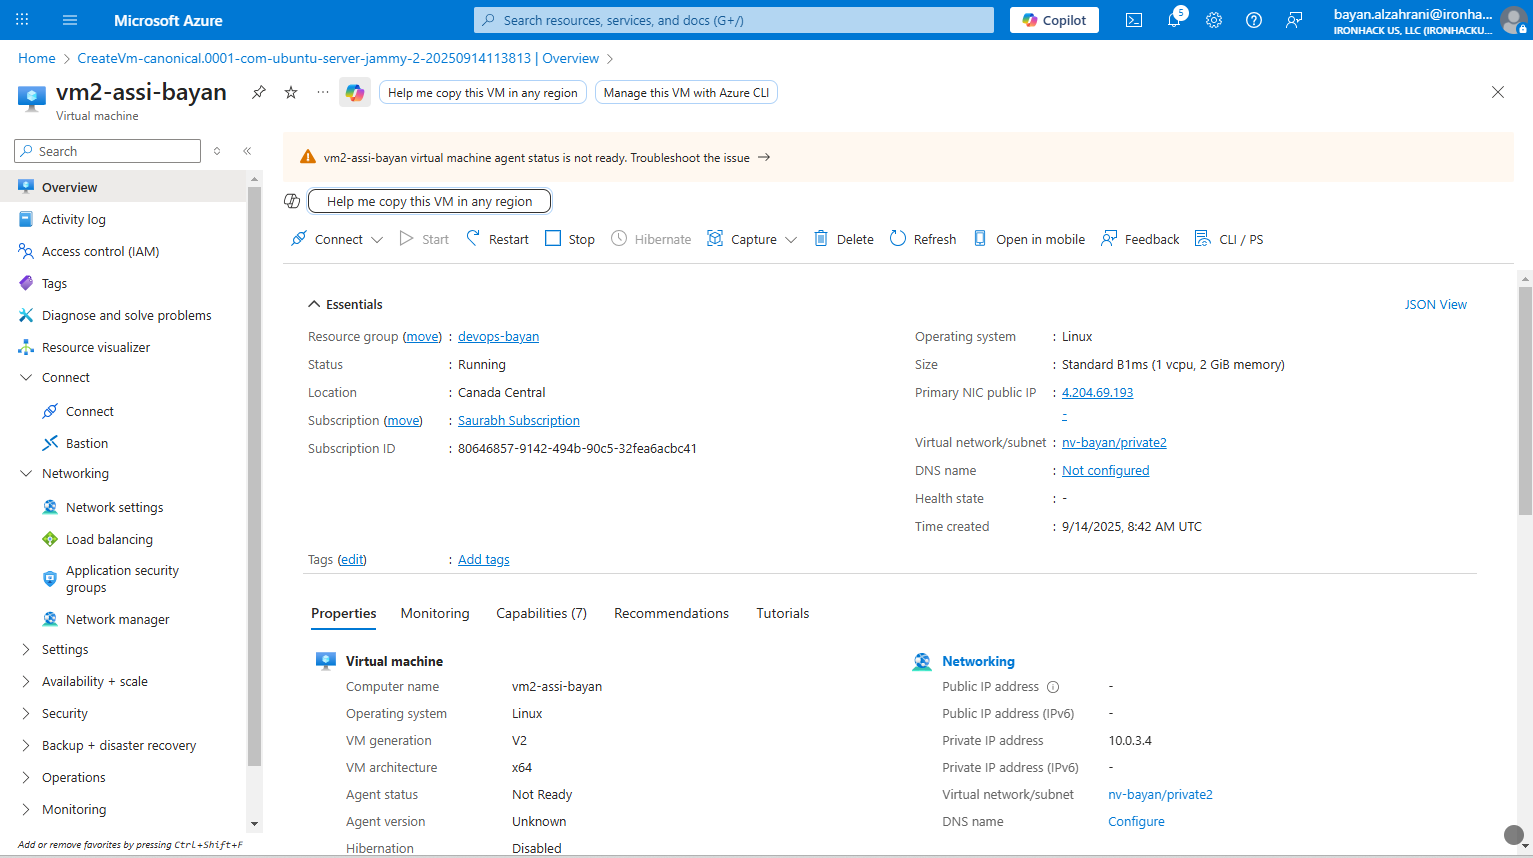 Microsoft Azure
Search resources, services, and docs (G+/)
Copilot
5
bayan.alzahrani@ironha...
IRONHACK US, LLC (IRONHACKU...
Home > CreateVm-canonical.0001-com-ubuntu-server-jammy-2-20250914113813 | Overview >
vm2-assi-bayan
Virtual machine
Help me copy this VM in any region
Manage this VM with Azure CLI
Search
Overview
Activity log
Access control (IAM)
Tags
Diagnose and solve problems
Resource visualizer
Connect
Connect
Bastion
Networking
Network settings
Load balancing
Application security
groups
Network manager
Settings
Availability + scale
Security
Backup + disaster recovery
Operations
Monitoring
Add or remove favorites by pressing Ctrl+Shift+F
vm2-assi-bayan virtual machine agent status is not ready. Troubleshoot the issue →
Help me copy this VM in any region
Connect
Start
Restart
Stop
Hibernate
Capture
Delete
Refresh
Open in mobile
Feedback
CLI / PS
Essentials
JSON View
Resource group (move) : devops-bayan
Status : Running
Location : Canada Central
Subscription (move) : Saurabh Subscription
Subscription ID : 80646857-9142-494b-90c5-32fea6acbc41
Operating system : Linux
Size : Standard B1ms (1 vcpu, 2 GiB memory)
Primary NIC public IP : 4.204.69.193
-
Virtual network/subnet : nv-bayan/private2
DNS name : Not configured
Health state : -
Time created : 9/14/2025, 8:42 AM UTC
Tags (edit) : Add tags
Properties
Monitoring
Capabilities (7)
Recommendations
Tutorials
Virtual machine
Computer name vm2-assi-bayan
Operating system Linux
VM generation V2
VM architecture x64
Agent status Not Ready
Agent version Unknown
Hibernation Disabled
Networking
Public IP address -
Public IP address (IPv6) -
Private IP address 10.0.3.4
Private IP address (IPv6) -
Virtual network/subnet nv-bayan/private2
DNS name Configure